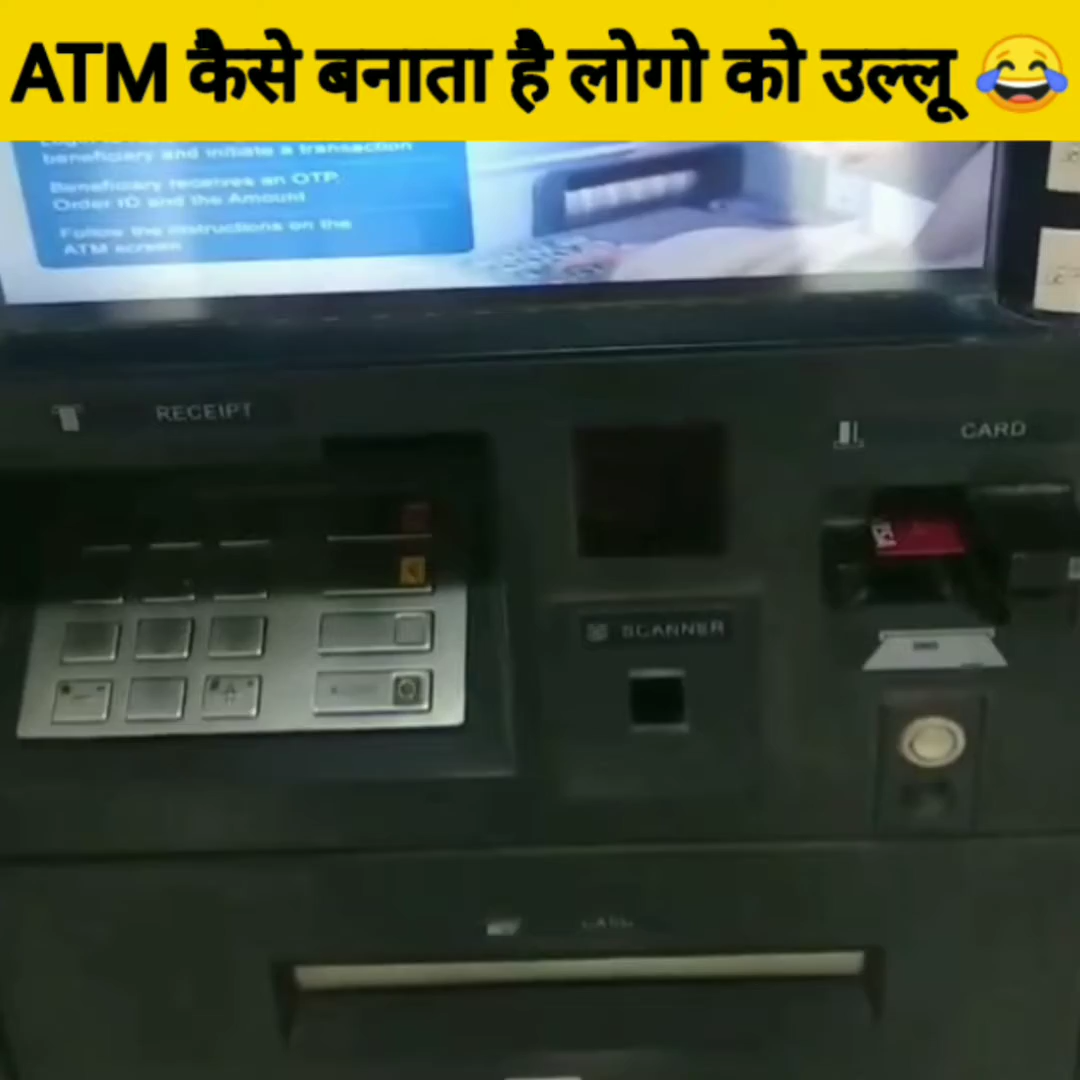 ATM कैसे बनाता है लोगो को उल्लू 😂
beneficiary and initiate a transaction
Beneficiary receives an OTP,
Order ID and the Amount
Follow the instructions on the
ATM screen
RECEIPT
CARD
SCANNER